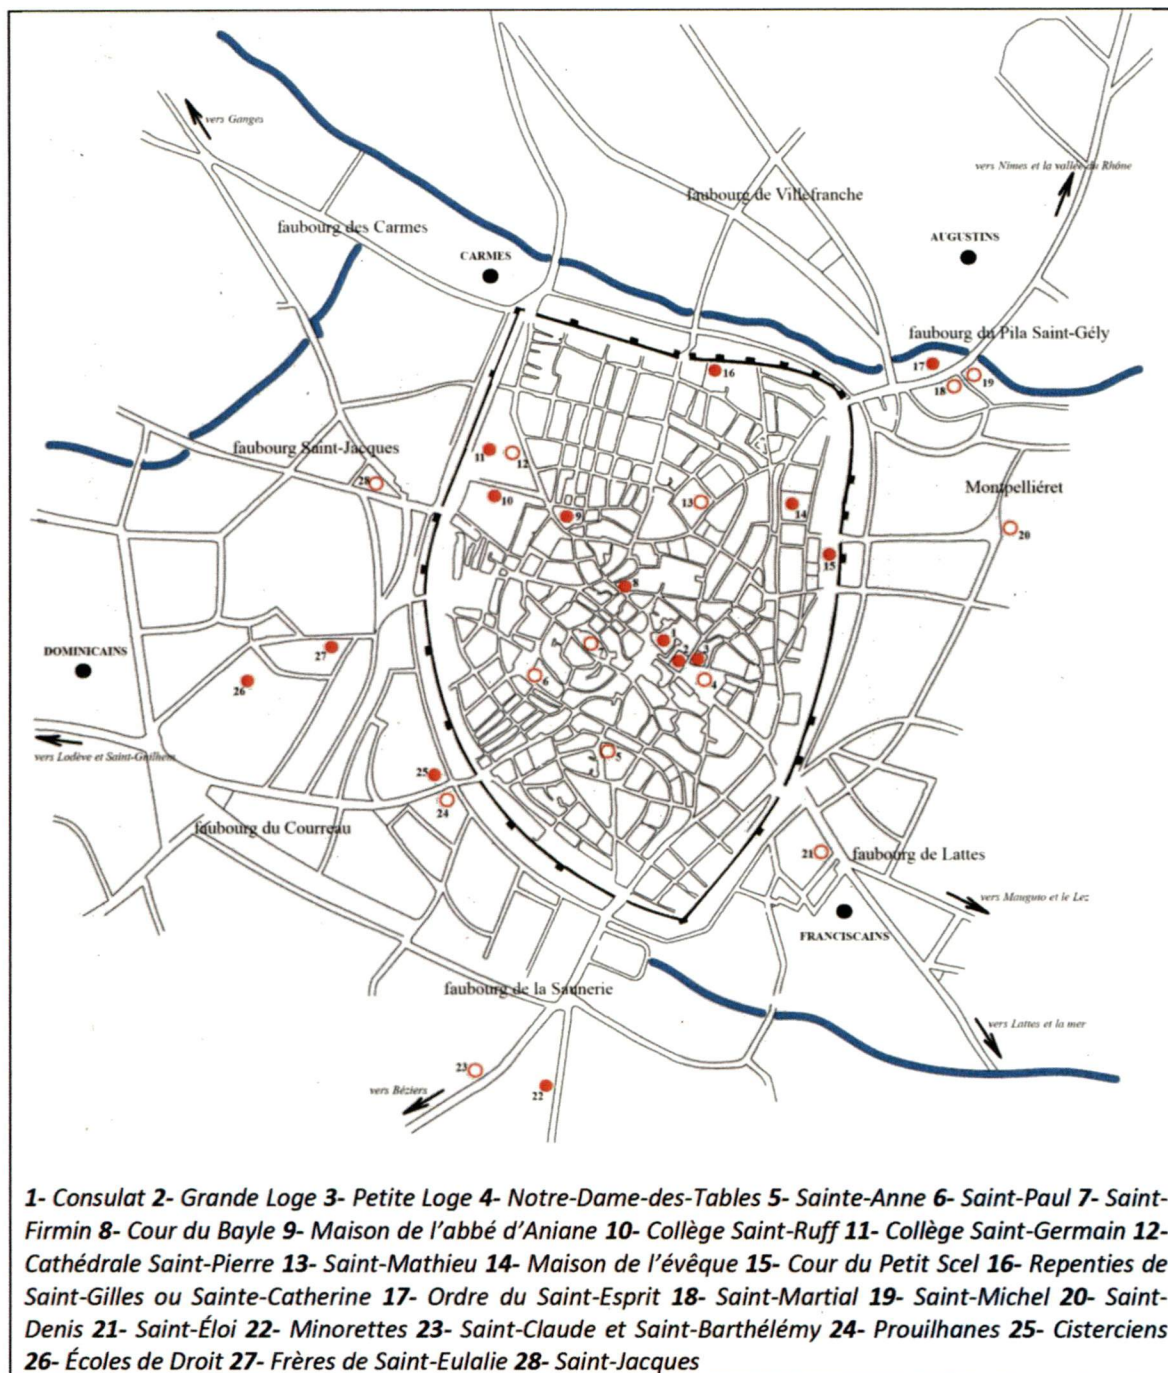 vers Ganges
vers Nîmes et la vallée du Rhône
faubourg de Villefranche
faubourg des Carmes
AUGUSTINS
CARMES
faubourg du Pila Saint-Gély
17
19
18
16
faubourg Saint-Jacques
11
12
28
Montpelliéret
10
13
14
9
20
15
8
1
DOMINICAINS
27
7
2
3
6
4
26
vers Lodève et Saint-Guilhem
5
25
24
faubourg du Courreau
21
faubourg de Lattes
vers Mauguio et le Lez
FRANCISCAINS
faubourg de la Saunerie
vers Lattes et la mer
23
vers Béziers
22
1- Consulat 2- Grande Loge 3- Petite Loge 4- Notre-Dame-des-Tables 5- Sainte-Anne 6- Saint-Paul 7- Saint-
Firmin 8- Cour du Bayle 9- Maison de l'abbé d'Aniane 10- Collège Saint-Ruff 11- Collège Saint-Germain 12-
Cathédrale Saint-Pierre 13- Saint-Mathieu 14- Maison de l'évêque 15- Cour du Petit Scel 16- Repenties de
Saint-Gilles ou Sainte-Catherine 17- Ordre du Saint-Esprit 18- Saint-Martial 19- Saint-Michel 20- Saint-
Denis 21- Saint-Éloi 22- Minorettes 23- Saint-Claude et Saint-Barthélémy 24- Prouilhanes 25- Cisterciens
26- Écoles de Droit 27- Frères de Saint-Eulalie 28- Saint-Jacques